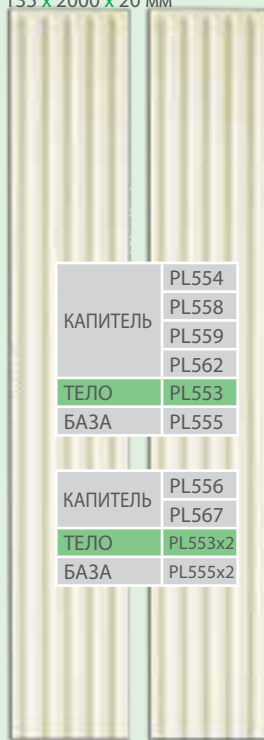 135 x 2000 x 20 мм
КАПИТЕЛЬ
PL554
PL558
PL559
PL562
ТЕЛО PL553
БАЗА PL555
КАПИТЕЛЬ
PL556
PL567
ТЕЛО PL553x2
БАЗА PL555x2